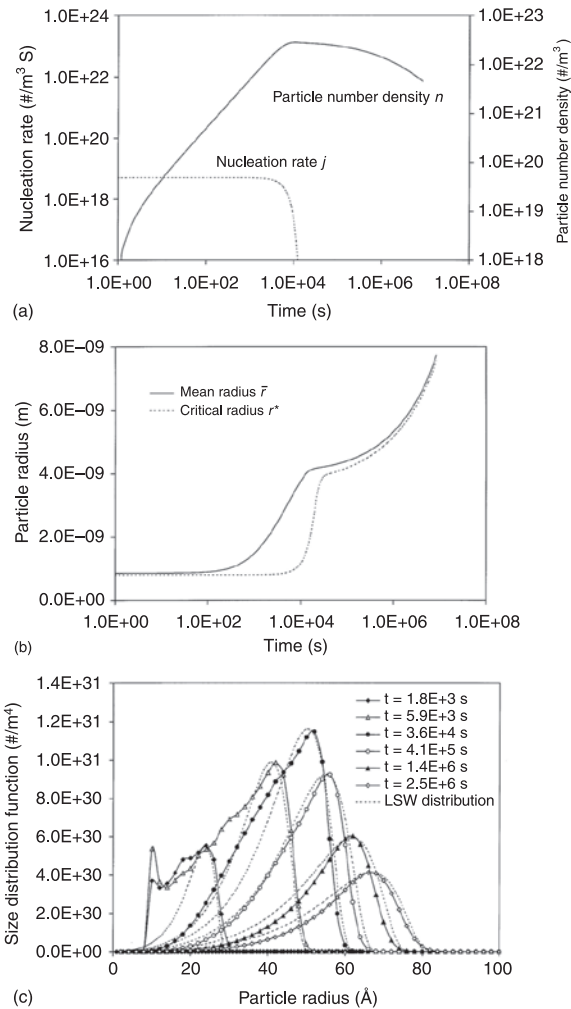 1.0E+24
1.0E+22
1.0E+20
1.0E+18
1.0E+16
Nucleation rate (#/m³ S)
1.0E+23
1.0E+22
1.0E+21
1.0E+20
1.0E+19
1.0E+18
Particle number density (#/m³)
Particle number density n
Nucleation rate j
1.0E+00 1.0E+02 1.0E+04 1.0E+06 1.0E+08
(a) Time (s)
8.0E−09
6.0E−09
4.0E−09
2.0E−09
0.0E+00
Particle radius (m)
Mean radius r̄
Critical radius r*
1.0E+00 1.0E+02 1.0E+04 1.0E+06 1.0E+08
(b) Time (s)
1.4E+31
1.2E+31
1.0E+31
8.0E+30
6.0E+30
4.0E+30
2.0E+30
0.0E+00
Size distribution function (#/m⁴)
t = 1.8E+3 s
t = 5.9E+3 s
t = 3.6E+4 s
t = 4.1E+5 s
t = 1.4E+6 s
t = 2.5E+6 s
LSW distribution
0 20 40 60 80 100
(c) Particle radius (Å)